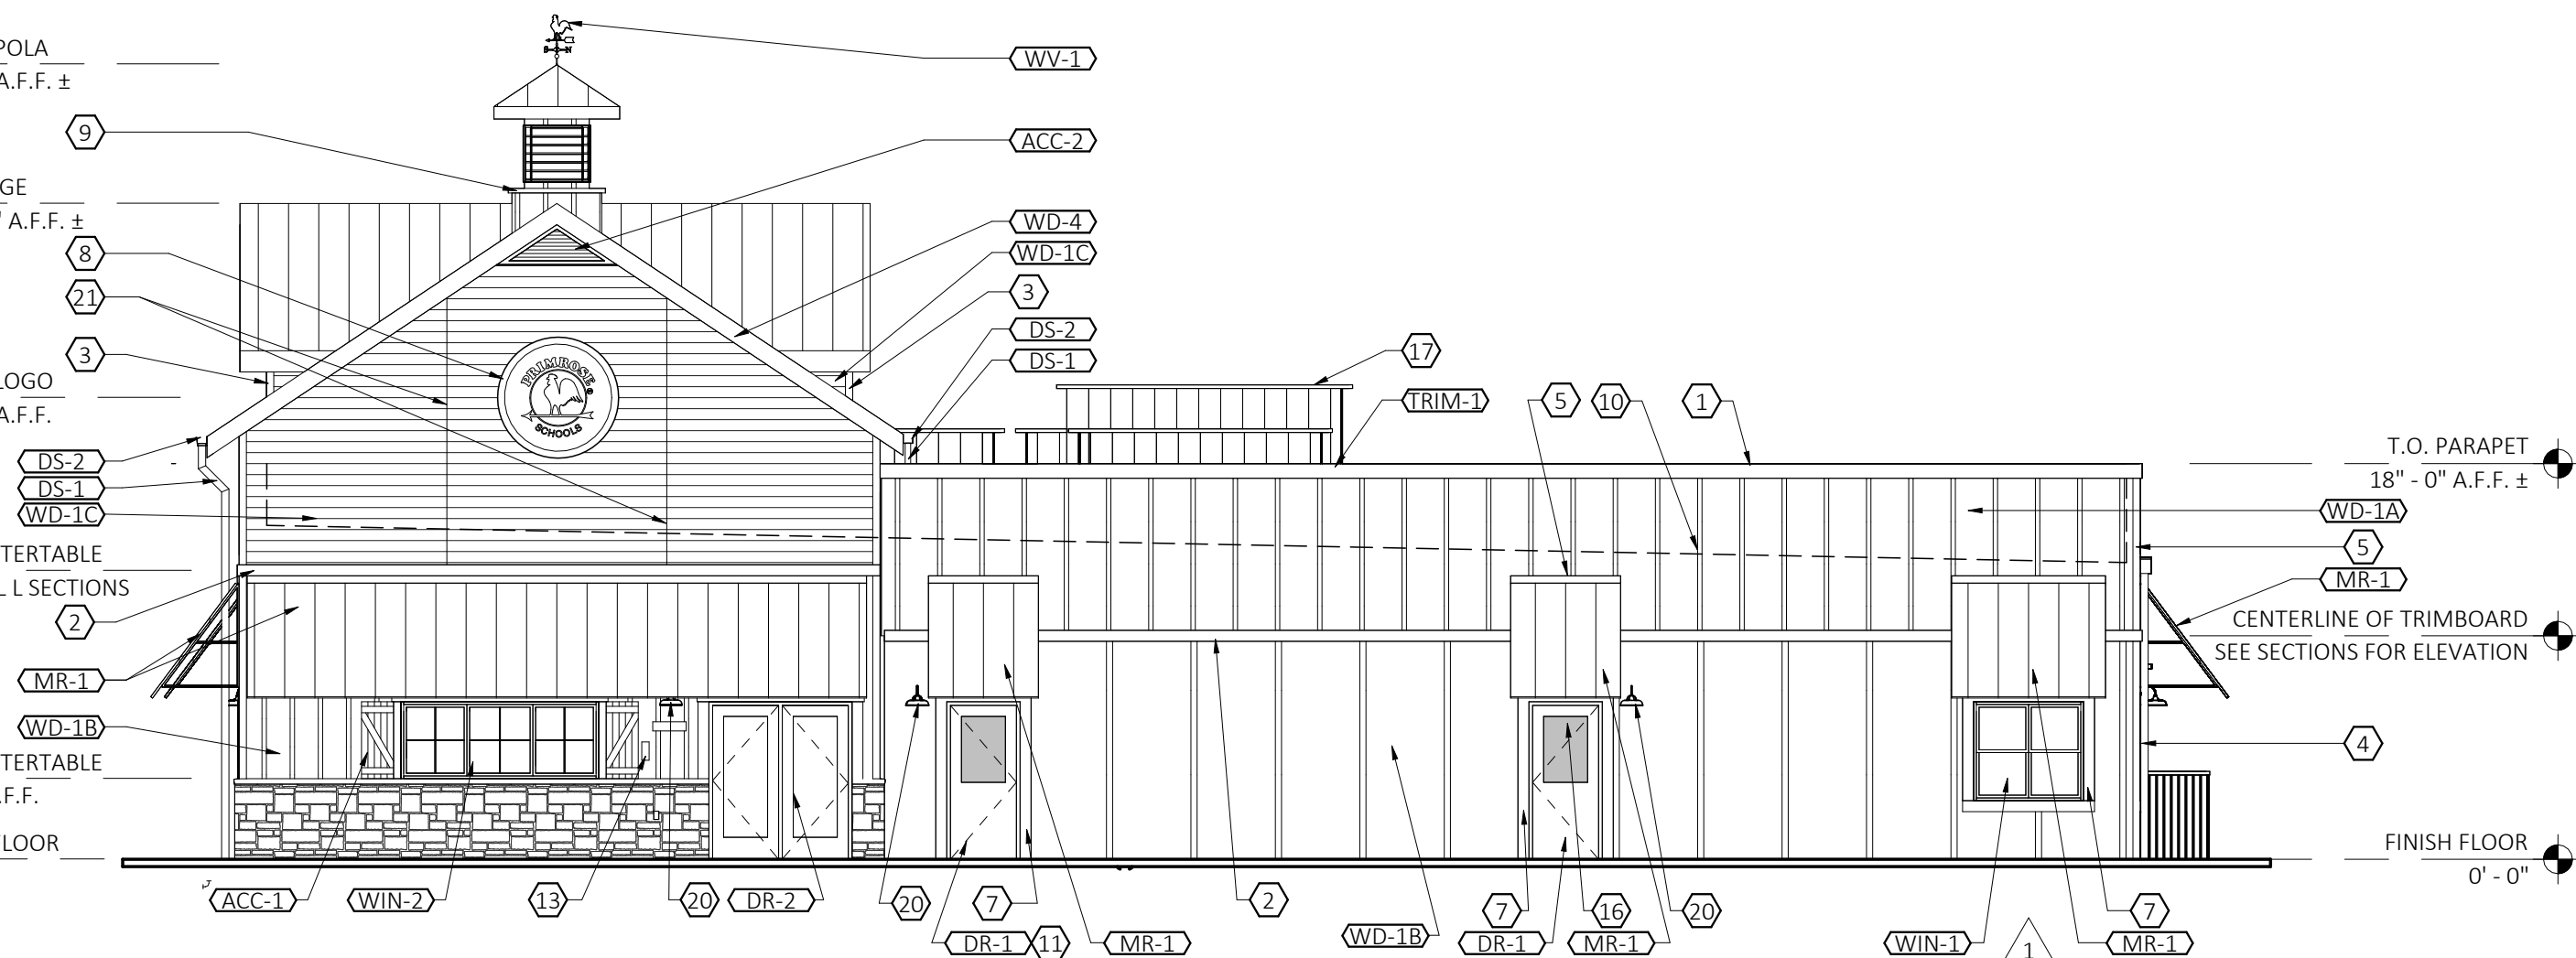 WV-1
POLA
A.F.F. ±
S N
9
ACC-2
GE
A.F.F. ±
WD-4
8
WD-1C
21
3
DS-2
DS-1
17
3
PRIMROSE
SCHOOLS
LOGO
A.F.F.
TRIM-1
5
10
1
T.O. PARAPET
18" - 0" A.F.F. ±
DS-2
DS-1
WD-1C
WD-1A
TERTABLE
5
L L SECTIONS
MR-1
2
CENTERLINE OF TRIMBOARD
SEE SECTIONS FOR ELEVATION
MR-1
WD-1B
4
TERTABLE
.F.F.
LOOR
FINISH FLOOR
0' - 0"
ACC-1
WIN-2
13
20
DR-2
20
7
2
7
16
20
7
DR-1
11
MR-1
WD-1B
DR-1
MR-1
WIN-1
1
MR-1